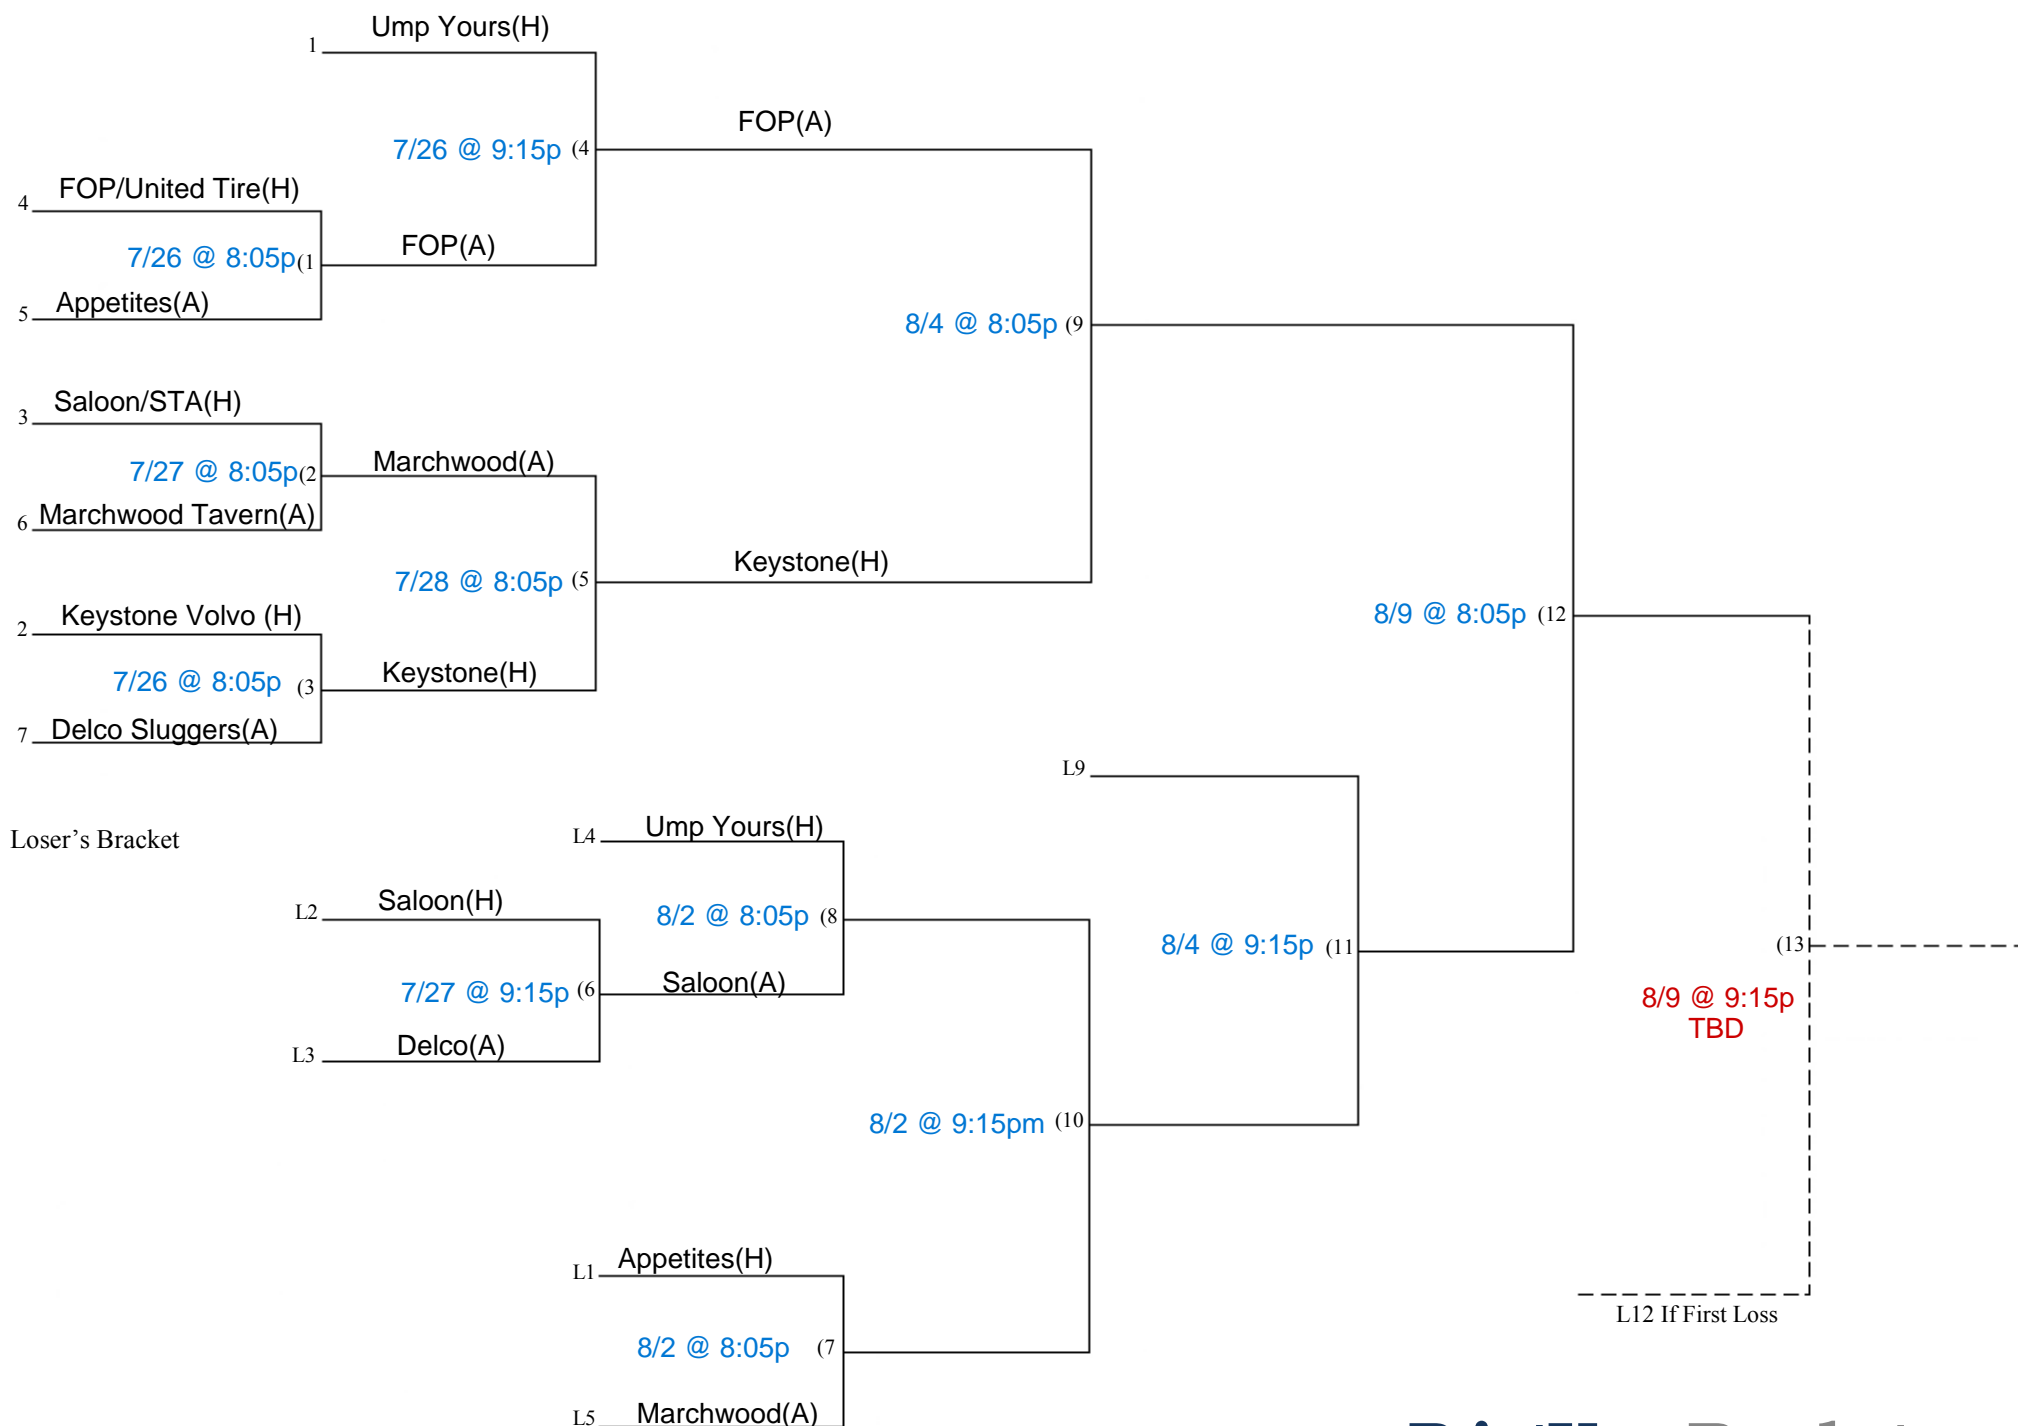 Ump Yours(H)
1
FOP(A)
7/26 @ 9:15p (4
FOP/United Tire(H)
4
FOP(A)
7/26 @ 8:05p(1
Appetites(A)
5
8/4 @ 8:05p (9
Saloon/STA(H)
3
Marchwood(A)
7/27 @ 8:05p(2
Marchwood Tavern(A)
6
Keystone(H)
7/28 @ 8:05p (5
Keystone Volvo (H)
2
8/9 @ 8:05p (12
Keystone(H)
7/26 @ 8:05p (3
Delco Sluggers(A)
7
L9
Loser's Bracket
Ump Yours(H)
L4
Saloon(H)
L2
8/2 @ 8:05p (8
8/4 @ 9:15p (11
(13
Saloon(A)
7/27 @ 9:15p (6
8/9 @ 9:15p
TBD
Delco(A)
L3
8/2 @ 9:15pm (10
Appetites(H)
L1
L12 If First Loss
8/2 @ 8:05p (7
Marchwood(A)
L5